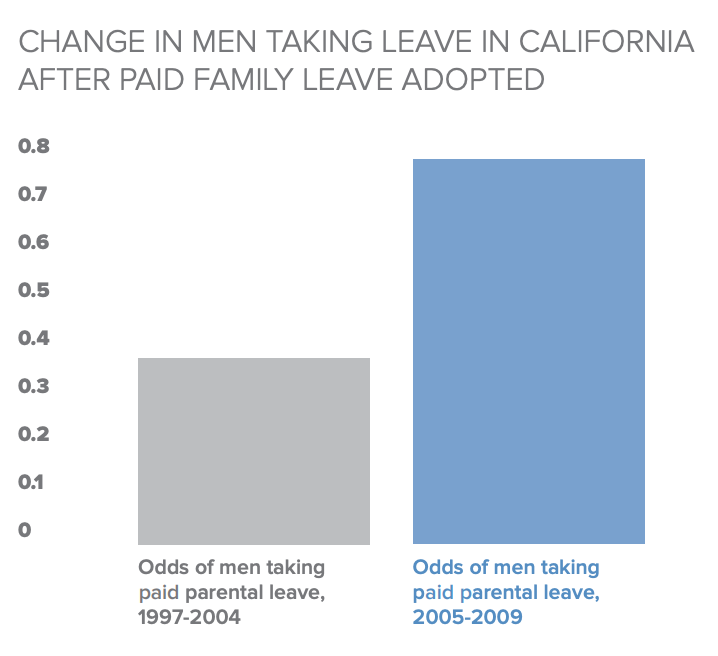 CHANGE IN MEN TAKING LEAVE IN CALIFORNIA
AFTER PAID FAMILY LEAVE ADOPTED
0.8
0.7
0.6
0.5
0.4
0.3
0.2
0.1
0
Odds of men taking
paid parental leave,
1997-2004
Odds of men taking
paid parental leave,
2005-2009